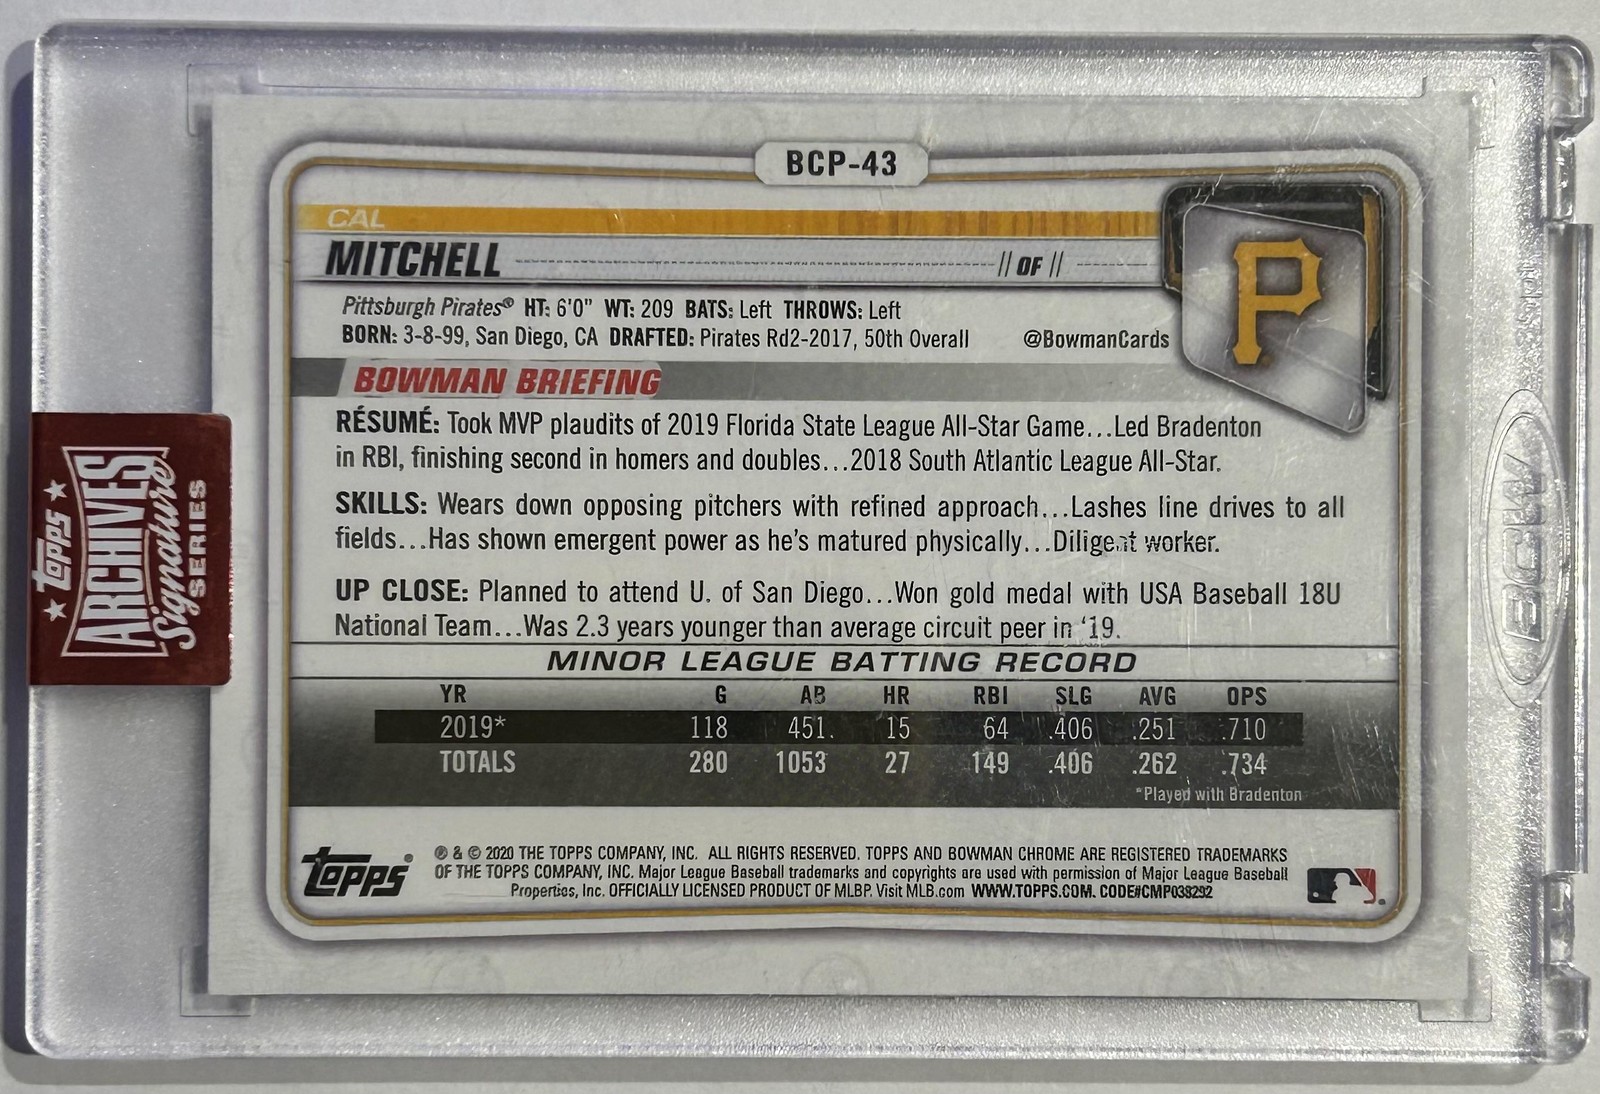 BCP-43
CAL
MITCHELL // OF //
Pittsburgh Pirates® HT: 6'0" WT: 209 BATS: Left THROWS: Left
BORN: 3-8-99, San Diego, CA DRAFTED: Pirates Rd2-2017, 50th Overall @BowmanCards
P
BOWMAN BRIEFING
RÉSUMÉ: Took MVP plaudits of 2019 Florida State League All-Star Game...Led Bradenton
in RBI, finishing second in homers and doubles...2018 South Atlantic League All-Star.
SKILLS: Wears down opposing pitchers with refined approach...Lashes line drives to all
fields...Has shown emergent power as he's matured physically...Diligent worker.
UP CLOSE: Planned to attend U. of San Diego...Won gold medal with USA Baseball 18U
National Team...Was 2.3 years younger than average circuit peer in '19.
MINOR LEAGUE BATTING RECORD
YR G AB HR RBI SLG AVG OPS
2019* 118 451 15 64 .406 .251 .710
TOTALS 280 1053 27 149 .406 .262 .734
*Played with Bradenton
Topps® ® & © 2020 THE TOPPS COMPANY, INC. ALL RIGHTS RESERVED. TOPPS AND BOWMAN CHROME ARE REGISTERED TRADEMARKS
OF THE TOPPS COMPANY, INC. Major League Baseball trademarks and copyrights are used with permission of Major League Baseball
Properties, Inc. OFFICIALLY LICENSED PRODUCT OF MLBP. Visit MLB.com WWW.TOPPS.COM. CODE#CMP038292
★ Topps ★
ARCHIVES
Signature
SERIES
BCW